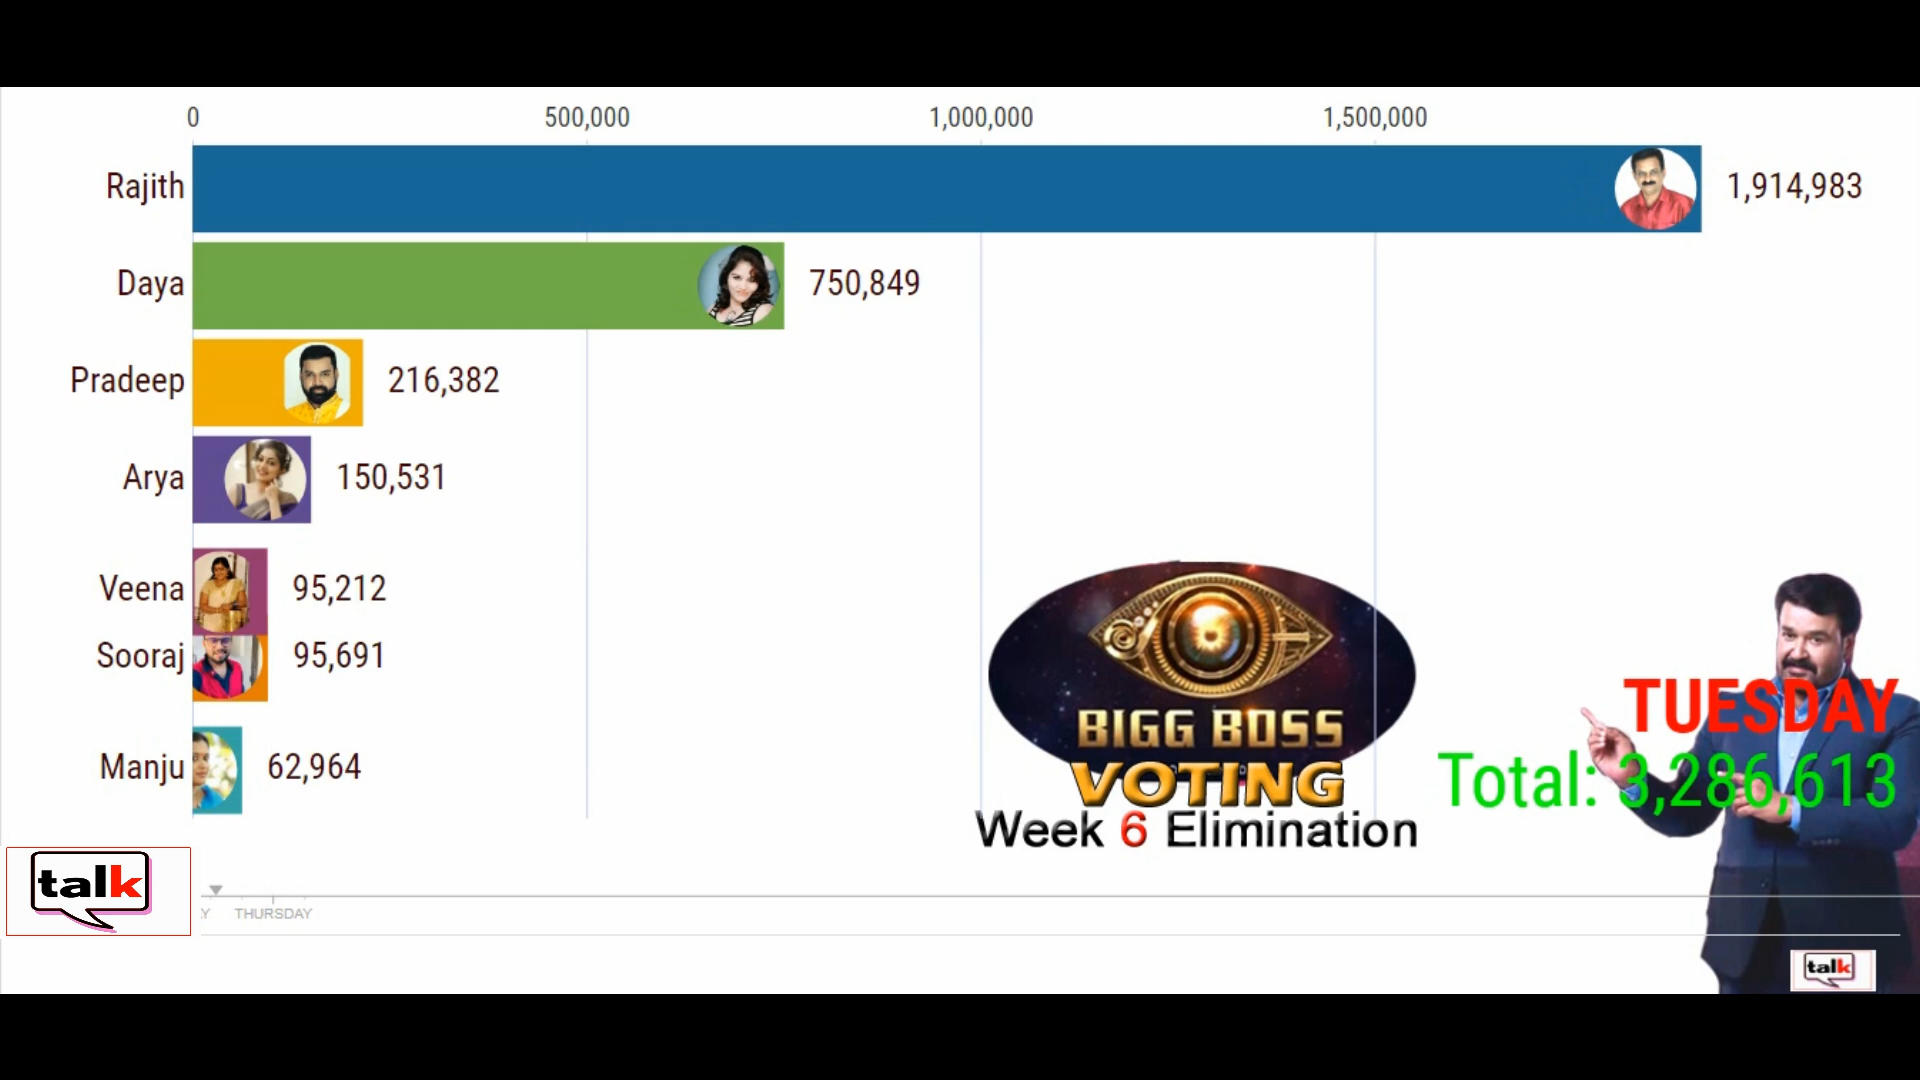 0 500,000 1,000,000 1,500,000
Rajith 1,914,983
Daya 750,849
Pradeep 216,382
Arya 150,531
Veena 95,212
Sooraj 95,691
Manju 62,964
BIGG BOSS
VOTING
Week 6 Elimination
TUESDAY
Total: 3,286,613
talk
Y THURSDAY
talk